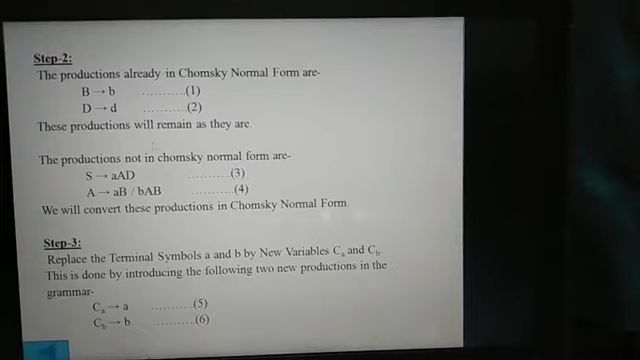 Step-2:
The productions already in Chomsky Normal Form are-
B → b ..........(1)
D → d ..........(2)
These productions will remain as they are.
The productions not in chomsky normal form are-
S → aAD ..........(3)
A → aB / bAB ..........(4)
We will convert these productions in Chomsky Normal Form.
Step-3:
Replace the Terminal Symbols a and b by New Variables Cₐ and C_b.
This is done by introducing the following two new productions in the
grammar-
Cₐ → a ..........(5)
C_b → b ..........(6)